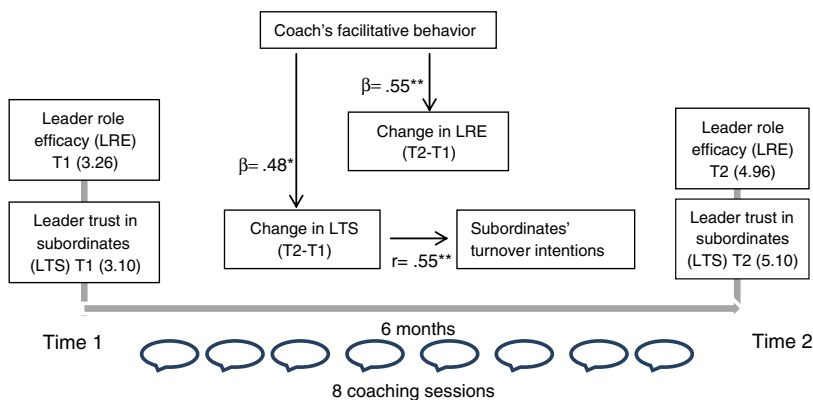 Coach's facilitative behavior
β= .55**
Leader role
efficacy (LRE)
T1 (3.26)
Change in LRE
(T2-T1)
Leader role
efficacy (LRE)
T2 (4.96)
β= .48*
Leader trust in
subordinates
(LTS) T1 (3.10)
Change in LTS
(T2-T1)
r= .55**
Subordinates'
turnover intentions
Leader trust in
subordinates
(LTS) T2 (5.10)
Time 1
6 months
Time 2
8 coaching sessions